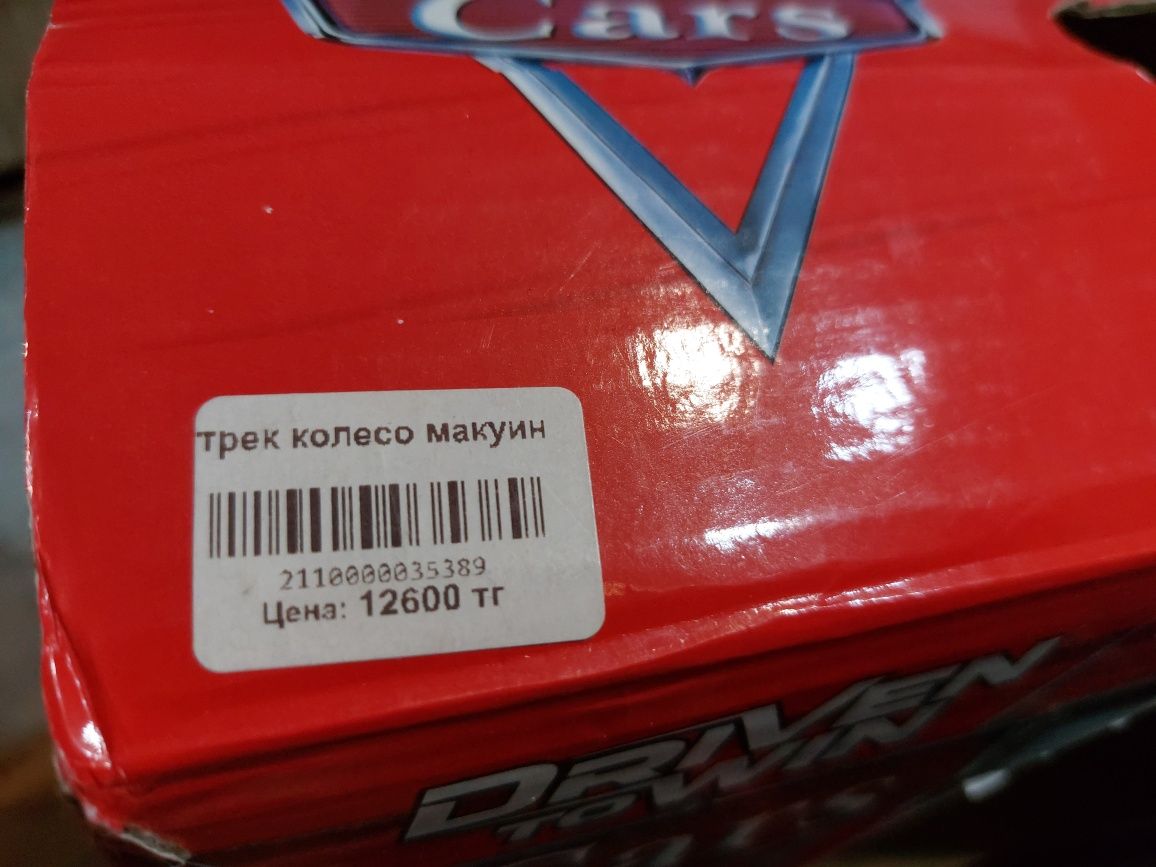 Cars
трек колесо макуин
2110000035389
Цена: 12600 тг
DRIVEN
TO WIN